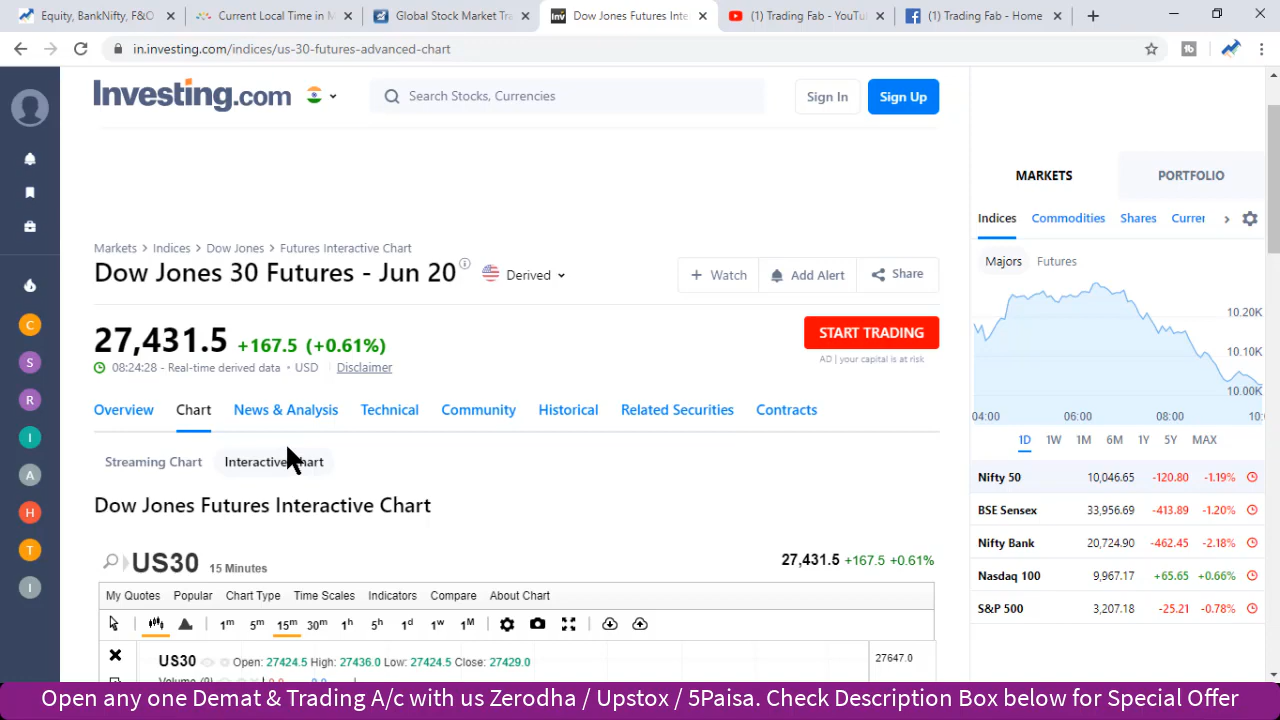 Equity, BankNifty, F&O
Current Local Time in M
Global Stock Market Tra
Dow Jones Futures Inte
(1) Trading Fab - YouTu
(1) Trading Fab - Home
in.investing.com/indices/us-30-futures-advanced-chart
Investing.com
Search Stocks, Currencies
Sign In
Sign Up
MARKETS
PORTFOLIO
Indices
Commodities
Shares
Currer
Majors
Futures
Markets > Indices > Dow Jones > Futures Interactive Chart
Dow Jones 30 Futures - Jun 20
Derived
+ Watch
Add Alert
Share
27,431.5 +167.5 (+0.61%)
START TRADING
AD | your capital is at risk
08:24:28 - Real-time derived data • USD
Disclaimer
10.20K
10.10K
10.00K
04:00 06:00 08:00 10:
1D 1W 1M 6M 1Y 5Y MAX
Overview
Chart
News & Analysis
Technical
Community
Historical
Related Securities
Contracts
Streaming Chart
Interactive Chart
Nifty 50 10,046.65 -120.80 -1.19%
BSE Sensex 33,956.69 -413.89 -1.20%
Nifty Bank 20,724.90 -462.45 -2.18%
Nasdaq 100 9,967.17 +65.65 +0.66%
S&P 500 3,207.18 -25.21 -0.78%
Dow Jones Futures Interactive Chart
US30 15 Minutes
27,431.5 +167.5 +0.61%
My Quotes Popular Chart Type Time Scales Indicators Compare About Chart
1m 5m 15m 30m 1h 5h 1d 1w 1M
US30 Open: 27424.5 High: 27436.0 Low: 27424.5 Close: 27429.0
27647.0
C
S
R
I
A
H
T
I
Open any one Demat & Trading A/c with us Zerodha / Upstox / 5Paisa. Check Description Box below for Special Offer